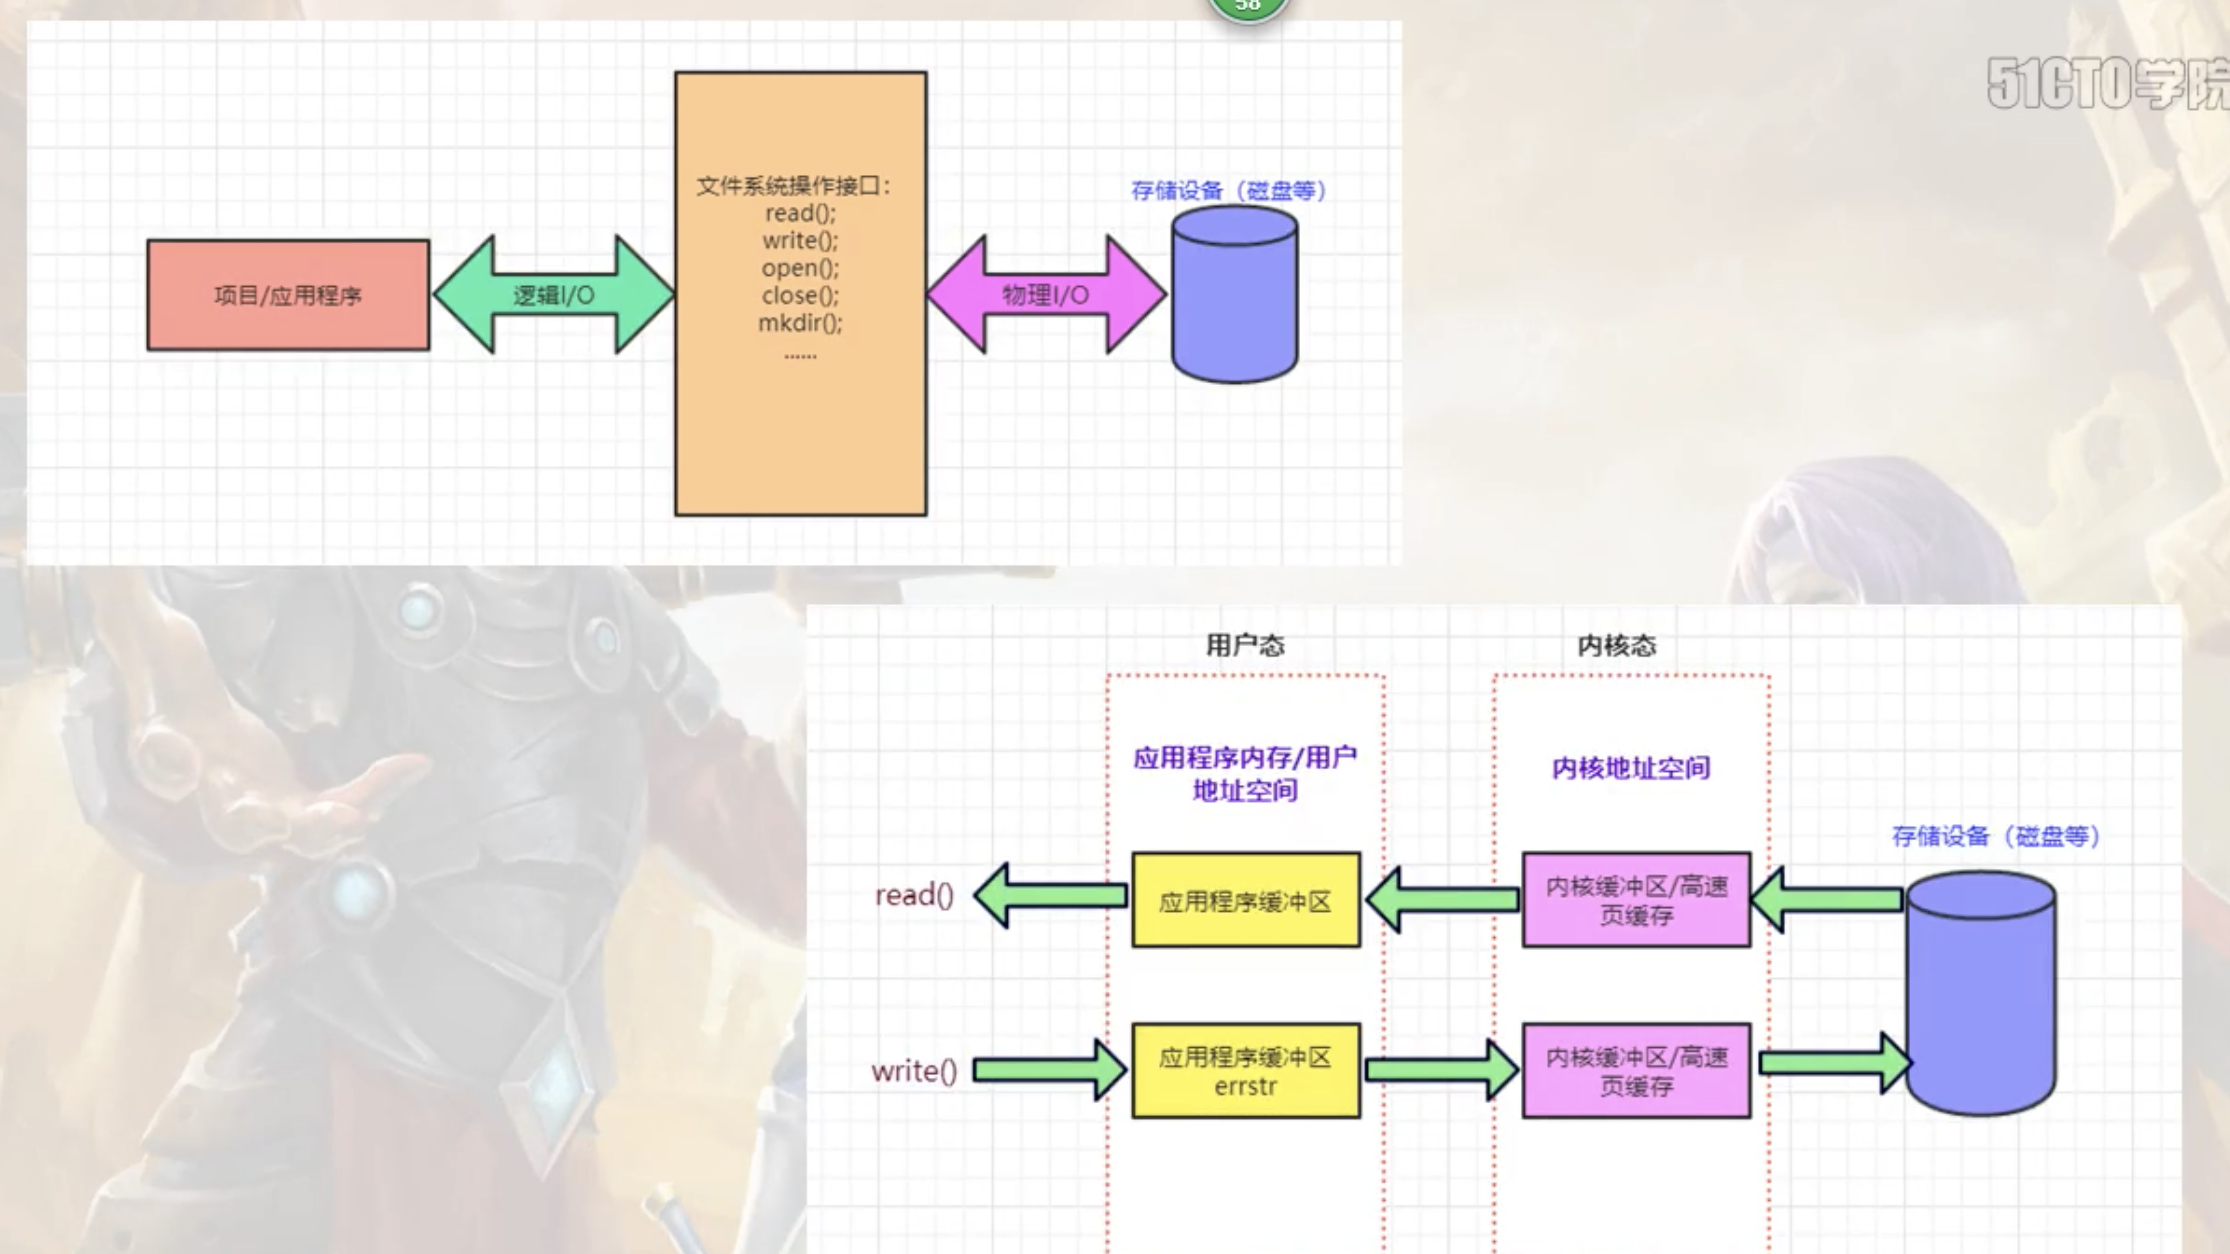 58
51CTO学院
文件系统操作接口：
read();
write();
open();
close();
mkdir();
......
存储设备（磁盘等）
项目/应用程序
逻辑I/O
物理I/O
用户态
内核态
应用程序内存/用户
地址空间
内核地址空间
存储设备（磁盘等）
read()
应用程序缓冲区
内核缓冲区/高速
页缓存
write()
应用程序缓冲区
errstr
内核缓冲区/高速
页缓存